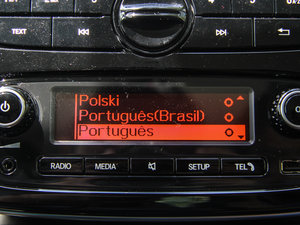 TEXT
Polski
Português(Brasil)
Português
RADIO
MEDIA
SETUP
TEL